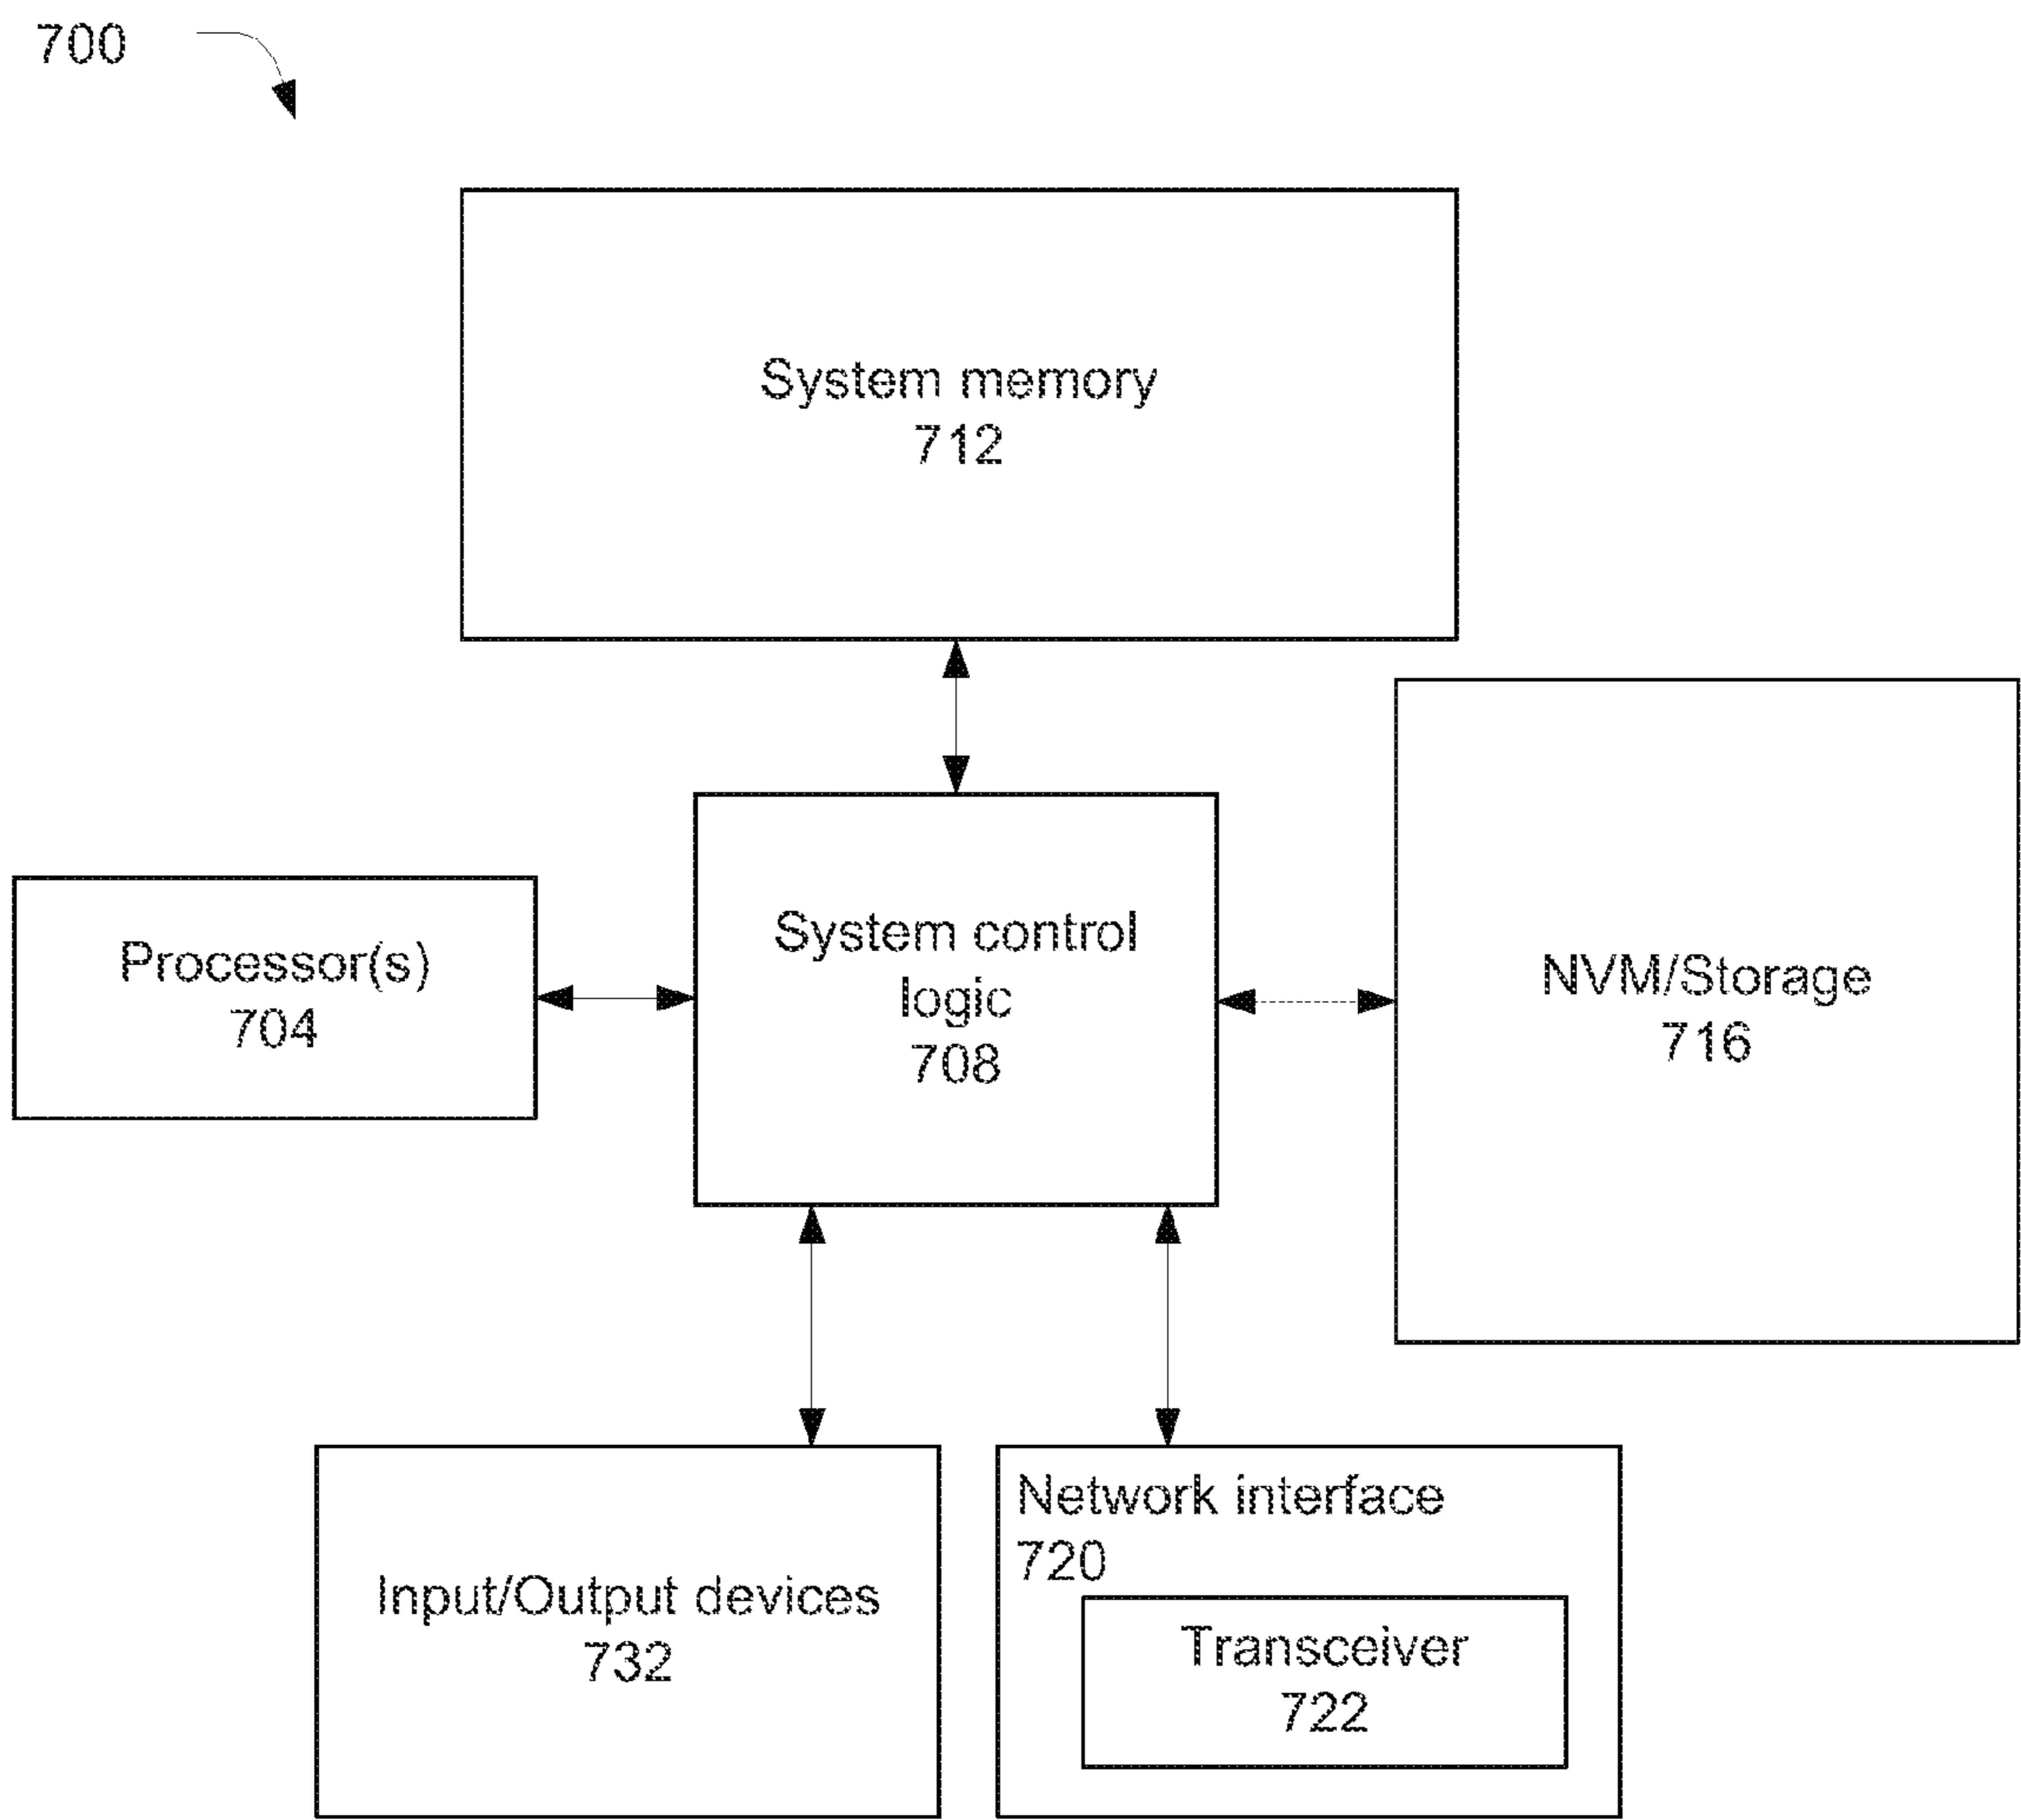 700
System memory
712
Processor(s)
704
System control
logic
708
NVM/Storage
716
Input/Output devices
732
Network interface
720
Transceiver
722